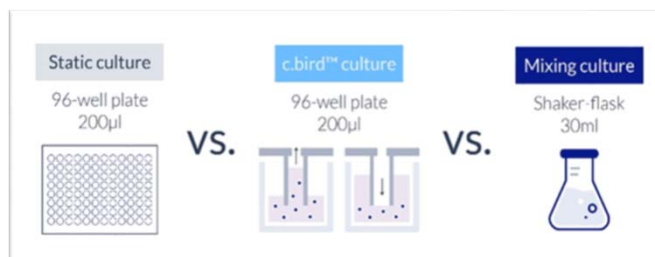 Static culture
96-well plate
200µl
vs.
c.bird™ culture
96-well plate
200µl
vs.
Mixing culture
Shaker-flask
30ml